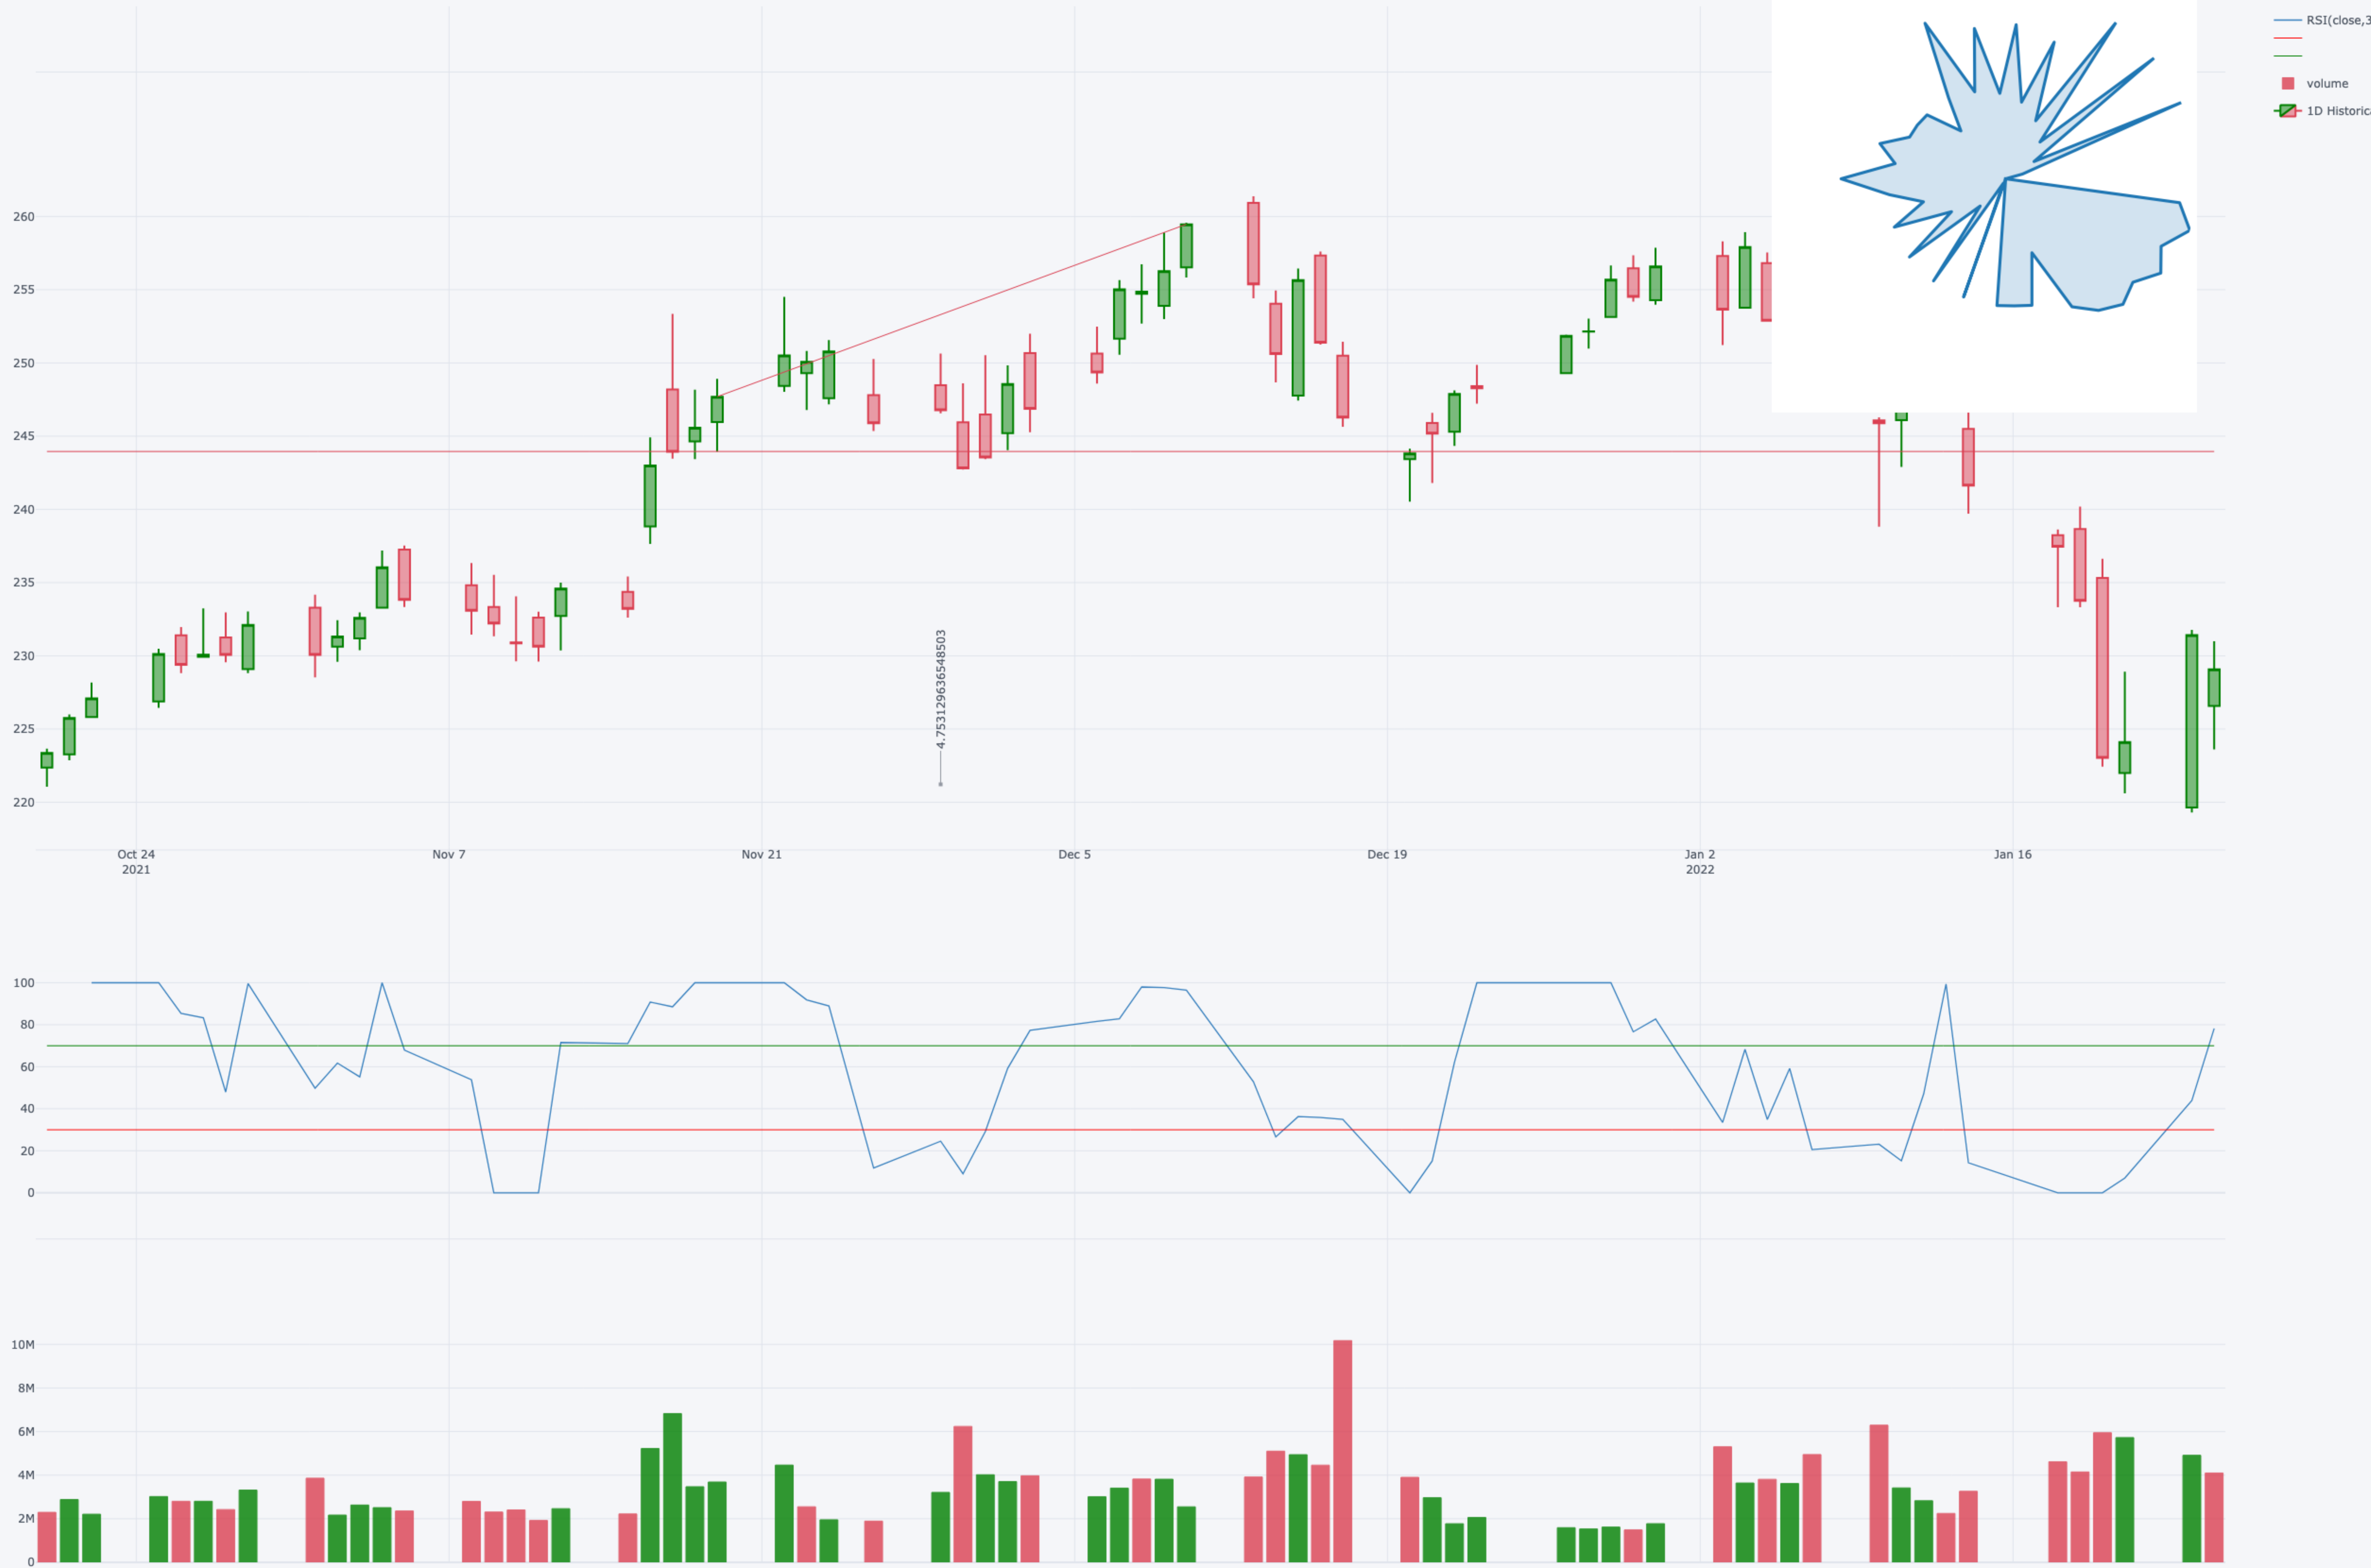 RSI(close,3
volume
1D Historic
260
255
250
245
240
235
230
225
220
4.753129636548503
Oct 24
2021
Nov 7
Nov 21
Dec 5
Dec 19
Jan 2
2022
Jan 16
100
80
60
40
20
0
10M
8M
6M
4M
2M
0